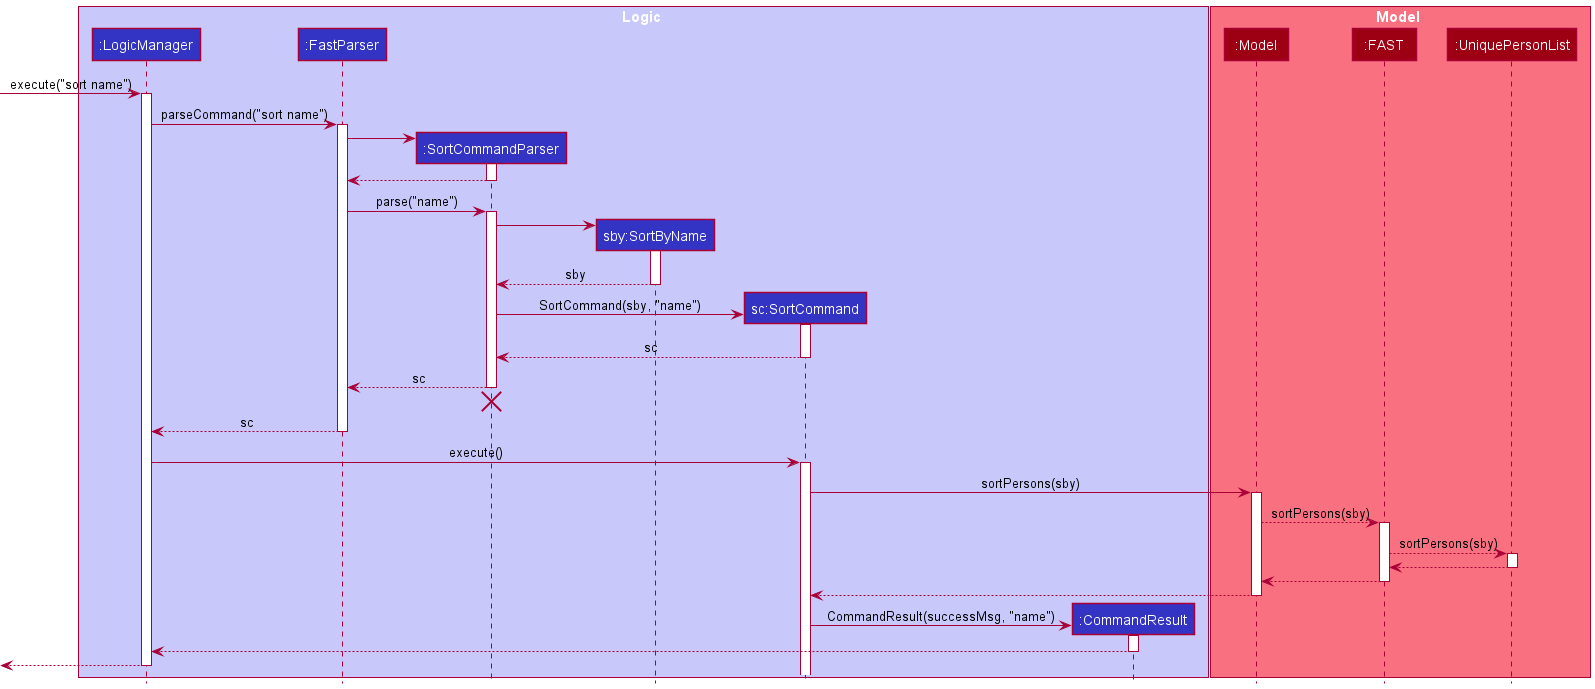 Logic
Model
:LogicManager
:FastParser
:Model
:FAST
:UniquePersonList
execute("sort name")
parseCommand("sort name")
:SortCommandParser
parse("name")
sby:SortByName
sby
SortCommand(sby, "name")
sc:SortCommand
sc
sc
sc
execute()
sortPersons(sby)
sortPersons(sby)
sortPersons(sby)
CommandResult(successMsg, "name")
:CommandResult